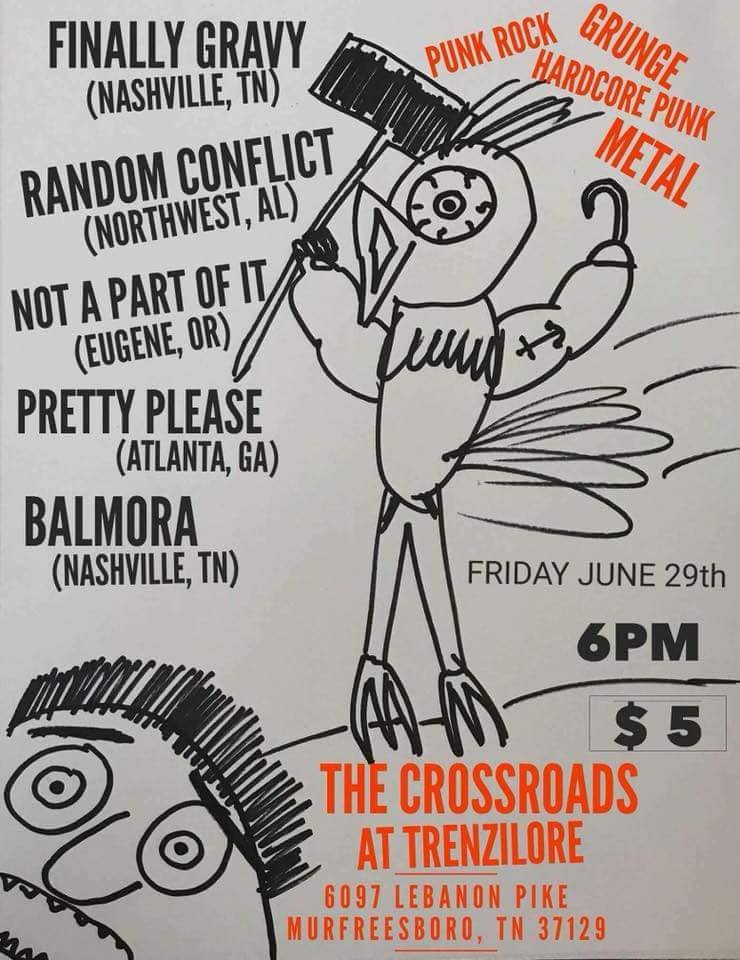 FINALLY GRAVY
(NASHVILLE, TN)
RANDOM CONFLICT
(NORTHWEST, AL)
NOT A PART OF IT
(EUGENE, OR)
PRETTY PLEASE
(ATLANTA, GA)
BALMORA
(NASHVILLE, TN)
PUNK ROCK
GRUNGE
HARDCORE PUNK
METAL
FRIDAY JUNE 29th
6PM
$ 5
THE CROSSROADS
AT TRENZILORE
6097 LEBANON PIKE
MURFREESBORO, TN 37129